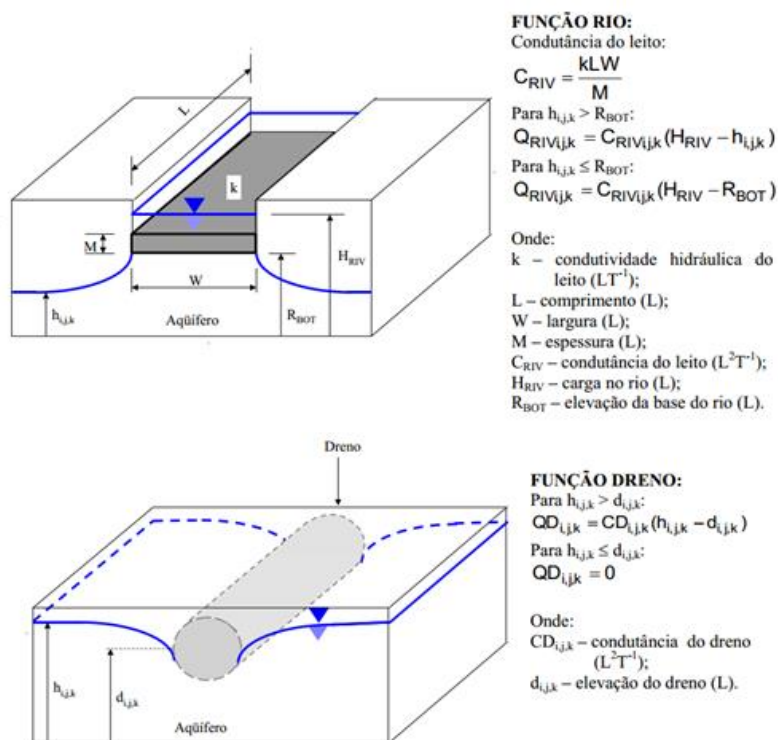 FUNÇÃO RIO:
Condutância do leito:
C_RIV = kLW / M
Para h_i,j,k > R_BOT:
Q_RIVi,j,k = C_RIVi,j,k (H_RIV – h_i,j,k)
Para h_i,j,k ≤ R_BOT:
Q_RIVi,j,k = C_RIVi,j,k (H_RIV – R_BOT)
Onde:
k – condutividade hidráulica do
leito (LT⁻¹);
L – comprimento (L);
W – largura (L);
M – espessura (L);
C_RIV – condutância do leito (L²T⁻¹);
H_RIV – carga no rio (L);
R_BOT – elevação da base do rio (L).
L
k
M
W
H_RIV
h_i,j,k
Aqüífero
R_BOT
Dreno
h_i,j,k
d_i,j,k
Aqüífero
FUNÇÃO DRENO:
Para h_i,j,k > d_i,j,k:
QD_i,j,k = CD_i,j,k (h_i,j,k – d_i,j,k)
Para h_i,j,k ≤ d_i,j,k:
QD_i,j,k = 0
Onde:
CD_i,j,k – condutância do dreno
(L²T⁻¹);
d_i,j,k – elevação do dreno (L).